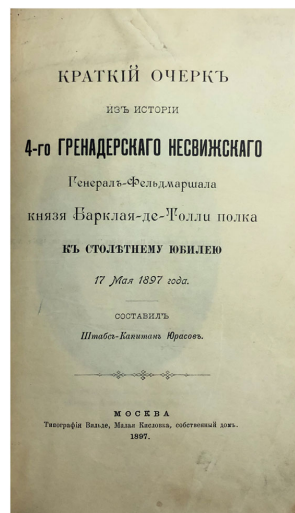 КРАТКІЙ ОЧЕРКЪ
ИЗЪ ИСТОРІИ
4-го ГРЕНАДЕРСКАГО НЕСВИЖСКАГО
Генералъ-Фельдмаршала
князя Барклая-де-Толли полка
КЪ СТОЛѢТНЕМУ ЮБИЛЕЮ
17 Мая 1897 года.
СОСТАВИЛЪ
Штабсъ-Капитанъ Юрасовъ.
МОСКВА
Типографія Вильде, Малая Кисловка, собственный домъ.
1897.